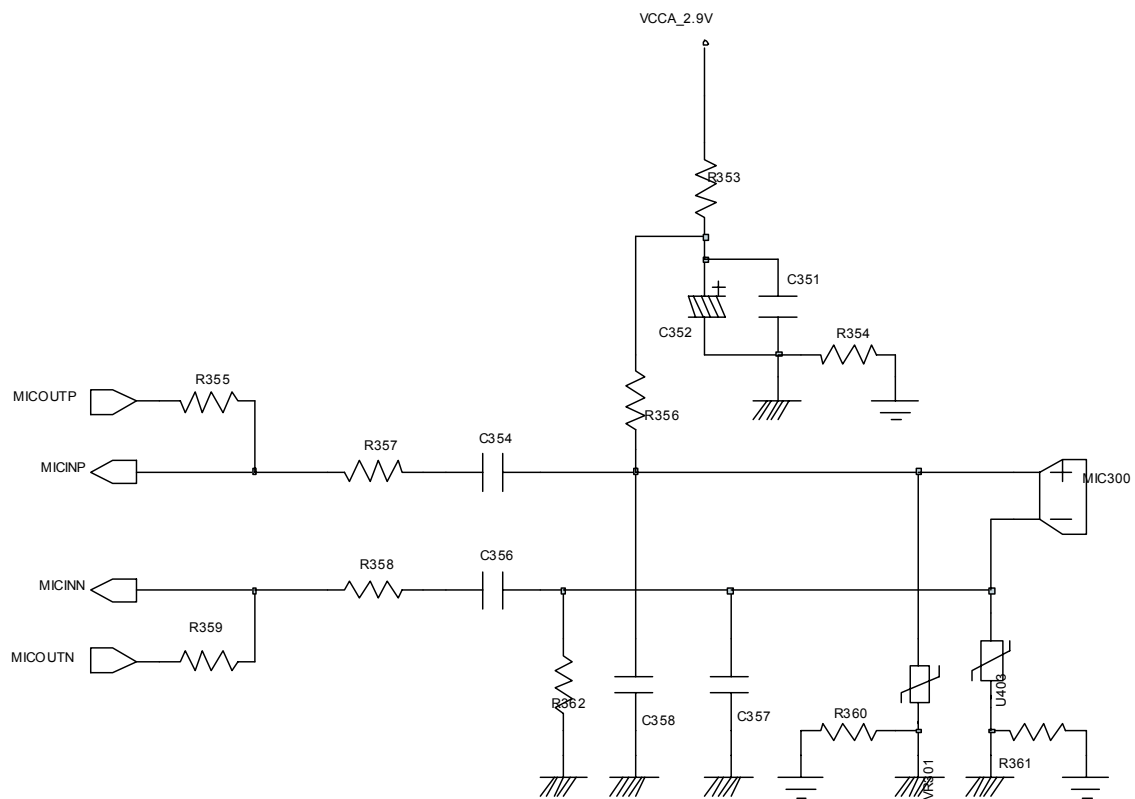 VCCA_2.9V
R353
C351
C352
R354
R355
MICOUTP
R356
R357
C354
MICINP
MIC300
C356
R358
MICINN
R359
MICOUTN
U403
R362
C358
C357
R360
VR301
R361